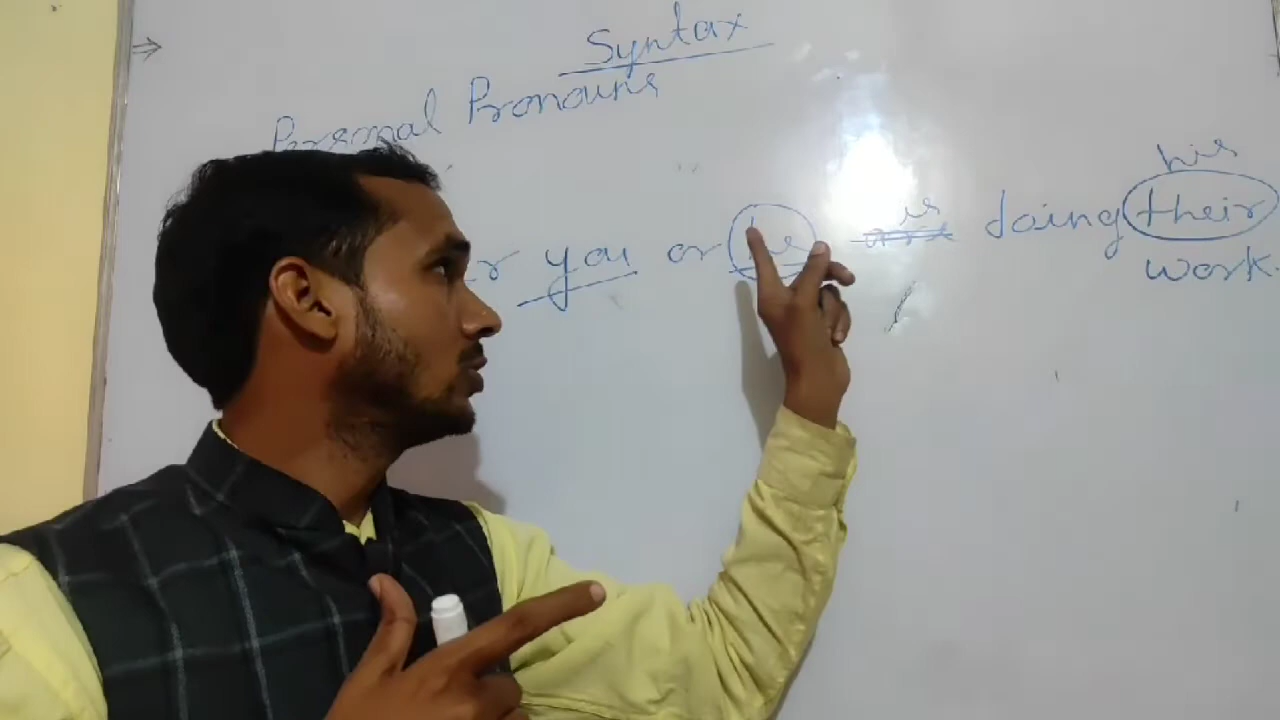 Syntax
Personal Pronouns
his
you or he is doing their
work.